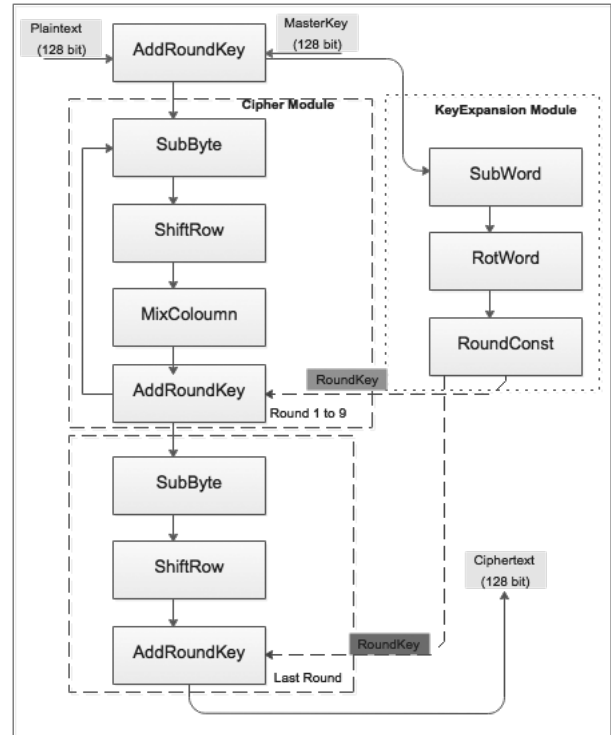 Plaintext
(128 bit)
AddRoundKey
MasterKey
(128 bit)
Cipher Module
SubByte
ShiftRow
MixColoumn
AddRoundKey
Round 1 to 9
KeyExpansion Module
SubWord
RotWord
RoundConst
RoundKey
SubByte
ShiftRow
AddRoundKey
Last Round
RoundKey
Ciphertext
(128 bit)